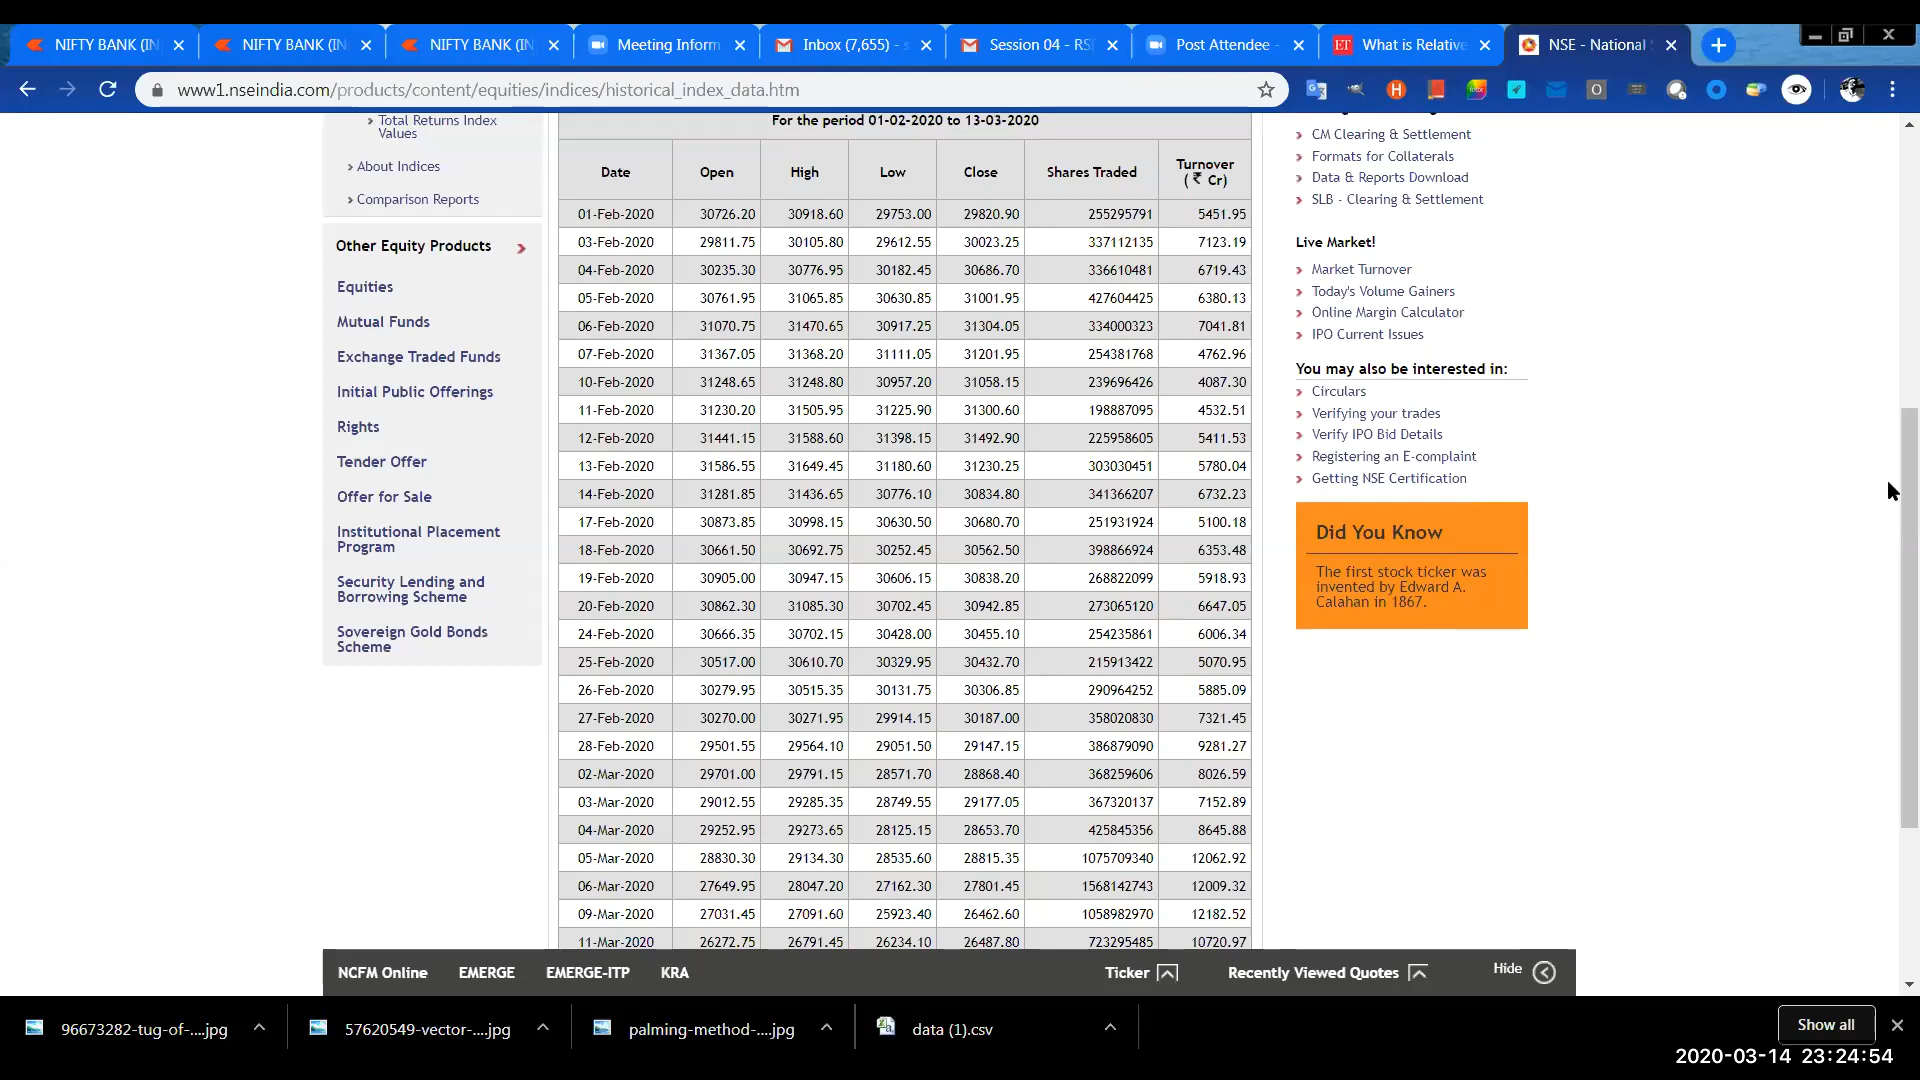 NIFTY BANK (IN
NIFTY BANK (IN
NIFTY BANK (IN
Meeting Inform
Inbox (7,655) - s
Session 04 - RSI
Post Attendee -
What is Relative
NSE - National
www1.nseindia.com/products/content/equities/indices/historical_index_data.htm
Total Returns Index
Values
About Indices
Comparison Reports
Other Equity Products
Equities
Mutual Funds
Exchange Traded Funds
Initial Public Offerings
Rights
Tender Offer
Offer for Sale
Institutional Placement
Program
Security Lending and
Borrowing Scheme
Sovereign Gold Bonds
Scheme
For the period 01-02-2020 to 13-03-2020
Date Open High Low Close Shares Traded Turnover (₹ Cr)
01-Feb-2020 30726.20 30918.60 29753.00 29820.90 255295791 5451.95
03-Feb-2020 29811.75 30105.80 29612.55 30023.25 337112135 7123.19
04-Feb-2020 30235.30 30776.95 30182.45 30686.70 336610481 6719.43
05-Feb-2020 30761.95 31065.85 30630.85 31001.95 427604425 6380.13
06-Feb-2020 31070.75 31470.65 30917.25 31304.05 334000323 7041.81
07-Feb-2020 31367.05 31368.20 31111.05 31201.95 254381768 4762.96
10-Feb-2020 31248.65 31248.80 30957.20 31058.15 239696426 4087.30
11-Feb-2020 31230.20 31505.95 31225.90 31300.60 198887095 4532.51
12-Feb-2020 31441.15 31588.60 31398.15 31492.90 225958605 5411.53
13-Feb-2020 31586.55 31649.45 31180.60 31230.25 303030451 5780.04
14-Feb-2020 31281.85 31436.65 30776.10 30834.80 341366207 6732.23
17-Feb-2020 30873.85 30998.15 30630.50 30680.70 251931924 5100.18
18-Feb-2020 30661.50 30692.75 30252.45 30562.50 398866924 6353.48
19-Feb-2020 30905.00 30947.15 30606.15 30838.20 268822099 5918.93
20-Feb-2020 30862.30 31085.30 30702.45 30942.85 273065120 6647.05
24-Feb-2020 30666.35 30702.15 30428.00 30455.10 254235861 6006.34
25-Feb-2020 30517.00 30610.70 30329.95 30432.70 215913422 5070.95
26-Feb-2020 30279.95 30515.35 30131.75 30306.85 290964252 5885.09
27-Feb-2020 30270.00 30271.95 29914.15 30187.00 358020830 7321.45
28-Feb-2020 29501.55 29564.10 29051.50 29147.15 386879090 9281.27
02-Mar-2020 29701.00 29791.15 28571.70 28868.40 368259606 8026.59
03-Mar-2020 29012.55 29285.35 28749.55 29177.05 367320137 7152.89
04-Mar-2020 29252.95 29273.65 28125.15 28653.70 425845356 8645.88
05-Mar-2020 28830.30 29134.30 28535.60 28815.35 1075709340 12062.92
06-Mar-2020 27649.95 28047.20 27162.30 27801.45 1568142743 12009.32
09-Mar-2020 27031.45 27091.60 25923.40 26462.60 1058982970 12182.52
11-Mar-2020 26272.75 26791.45 26234.10 26487.80 723295485 10720.97
CM Clearing & Settlement
Formats for Collaterals
Data & Reports Download
SLB - Clearing & Settlement
Live Market!
Market Turnover
Today's Volume Gainers
Online Margin Calculator
IPO Current Issues
You may also be interested in:
Circulars
Verifying your trades
Verify IPO Bid Details
Registering an E-complaint
Getting NSE Certification
Did You Know
The first stock ticker was
invented by Edward A.
Calahan in 1867.
NCFM Online EMERGE EMERGE-ITP KRA Ticker Recently Viewed Quotes Hide
96673282-tug-of-....jpg
57620549-vector-....jpg
palming-method-....jpg
data (1).csv
Show all
2020-03-14 23:24:54